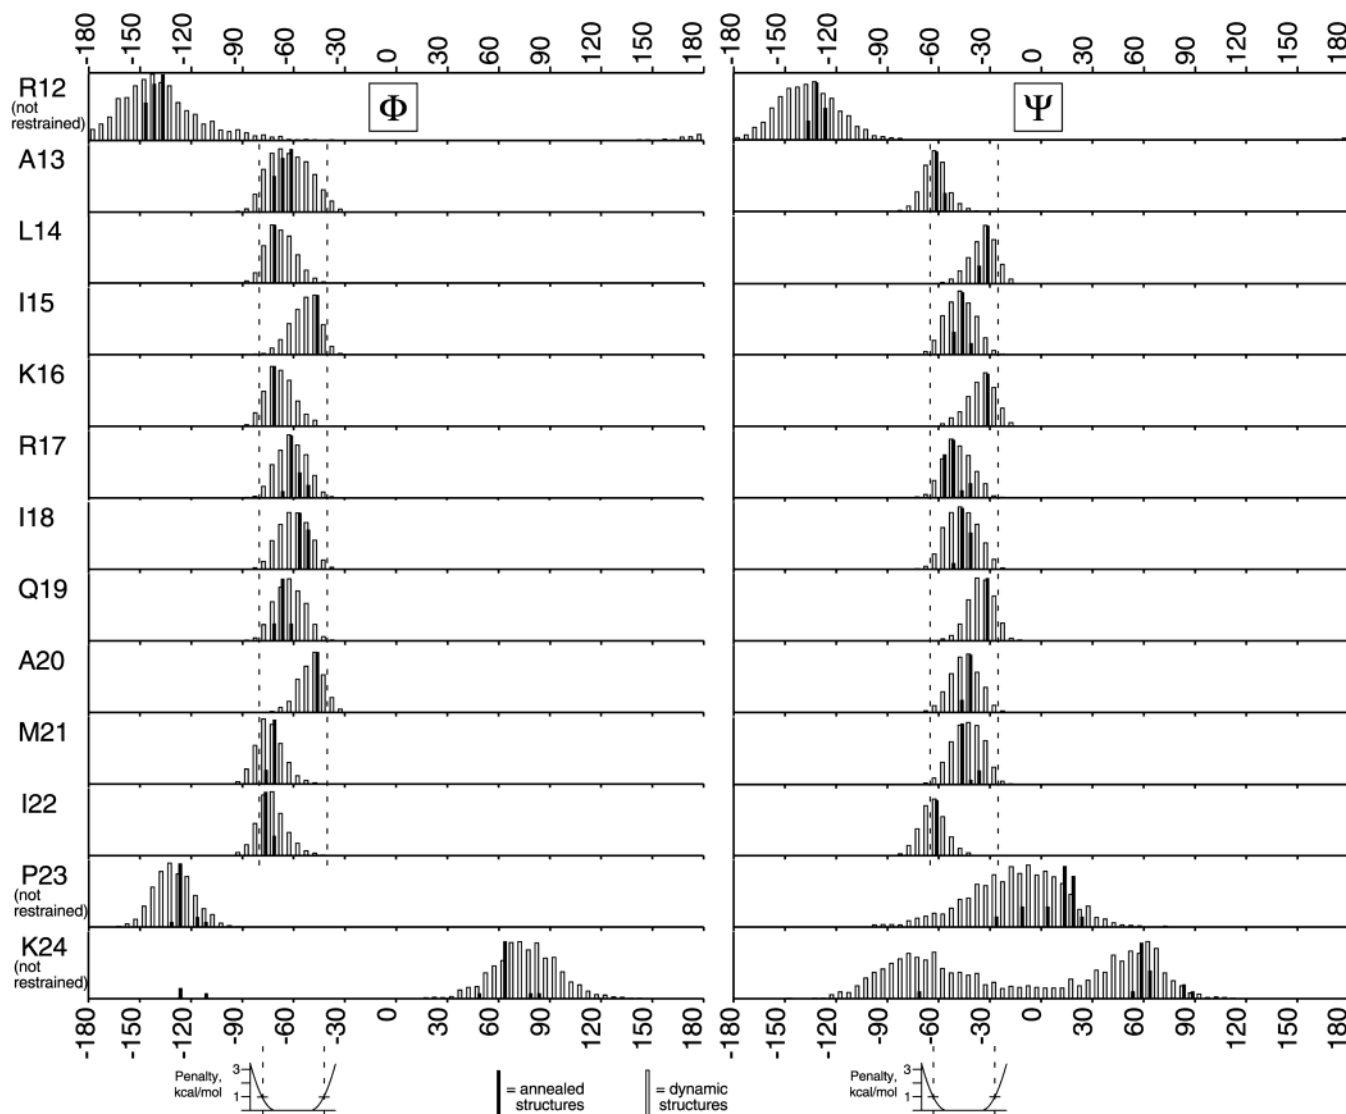 -180 -150 -120 -90 -60 -30 0 30 60 90 120 150 180 -180 -150 -120 -90 -60 -30 0 30 60 90 120 150 180
R12
(not
restrained)
Φ Ψ
A13
L14
I15
K16
R17
I18
Q19
A20
M21
I22
P23
(not
restrained)
K24
(not
restrained)
-180 -150 -120 -90 -60 -30 0 30 60 90 120 150 180 -180 -150 -120 -90 -60 -30 0 30 60 90 120 150 180
Penalty, 3
kcal/mol 1
= annealed
structures
= dynamic
structures
Penalty, 3
kcal/mol 1